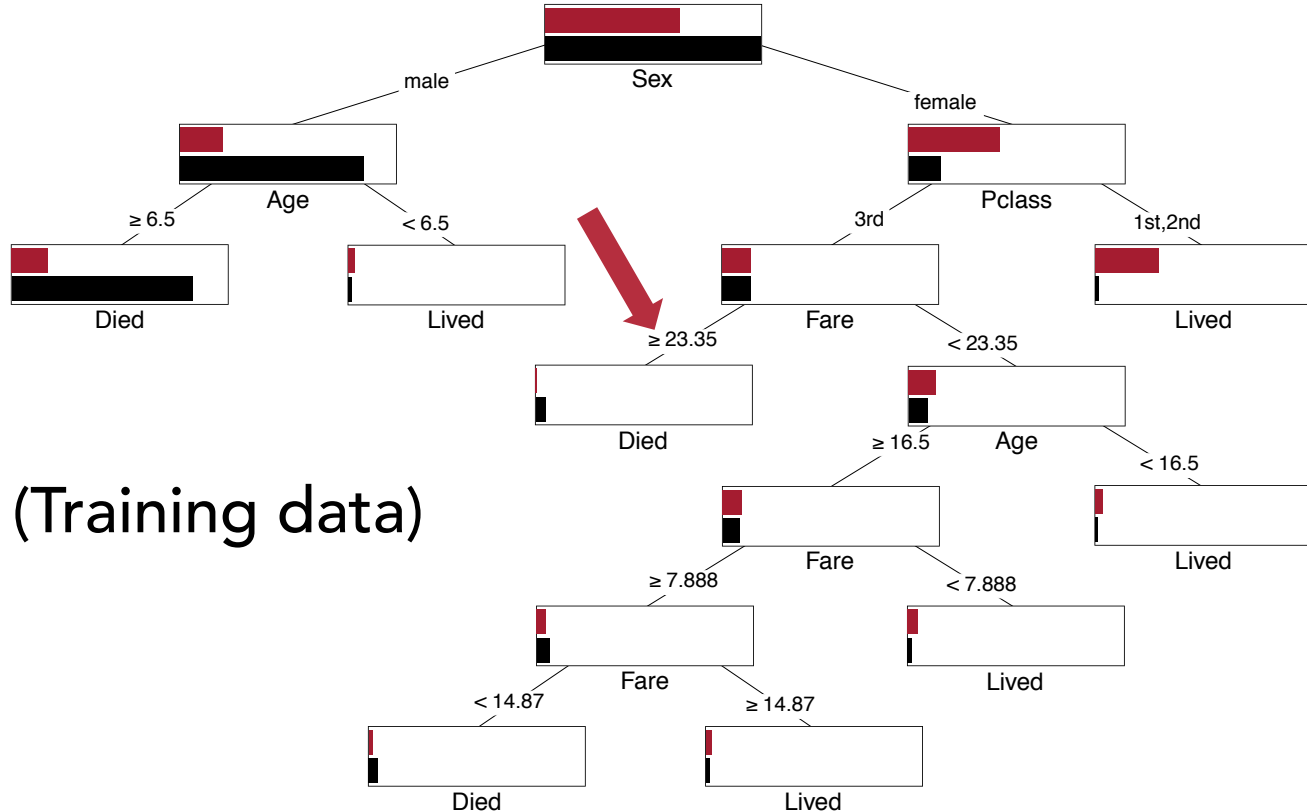 Sex
male
female
Age
Pclass
≥ 6.5
< 6.5
3rd
1st,2nd
Died
Lived
Fare
Lived
≥ 23.35
< 23.35
Died
Age
≥ 16.5
< 16.5
(Training data)
Fare
Lived
≥ 7.888
< 7.888
Fare
Lived
< 14.87
≥ 14.87
Died
Lived